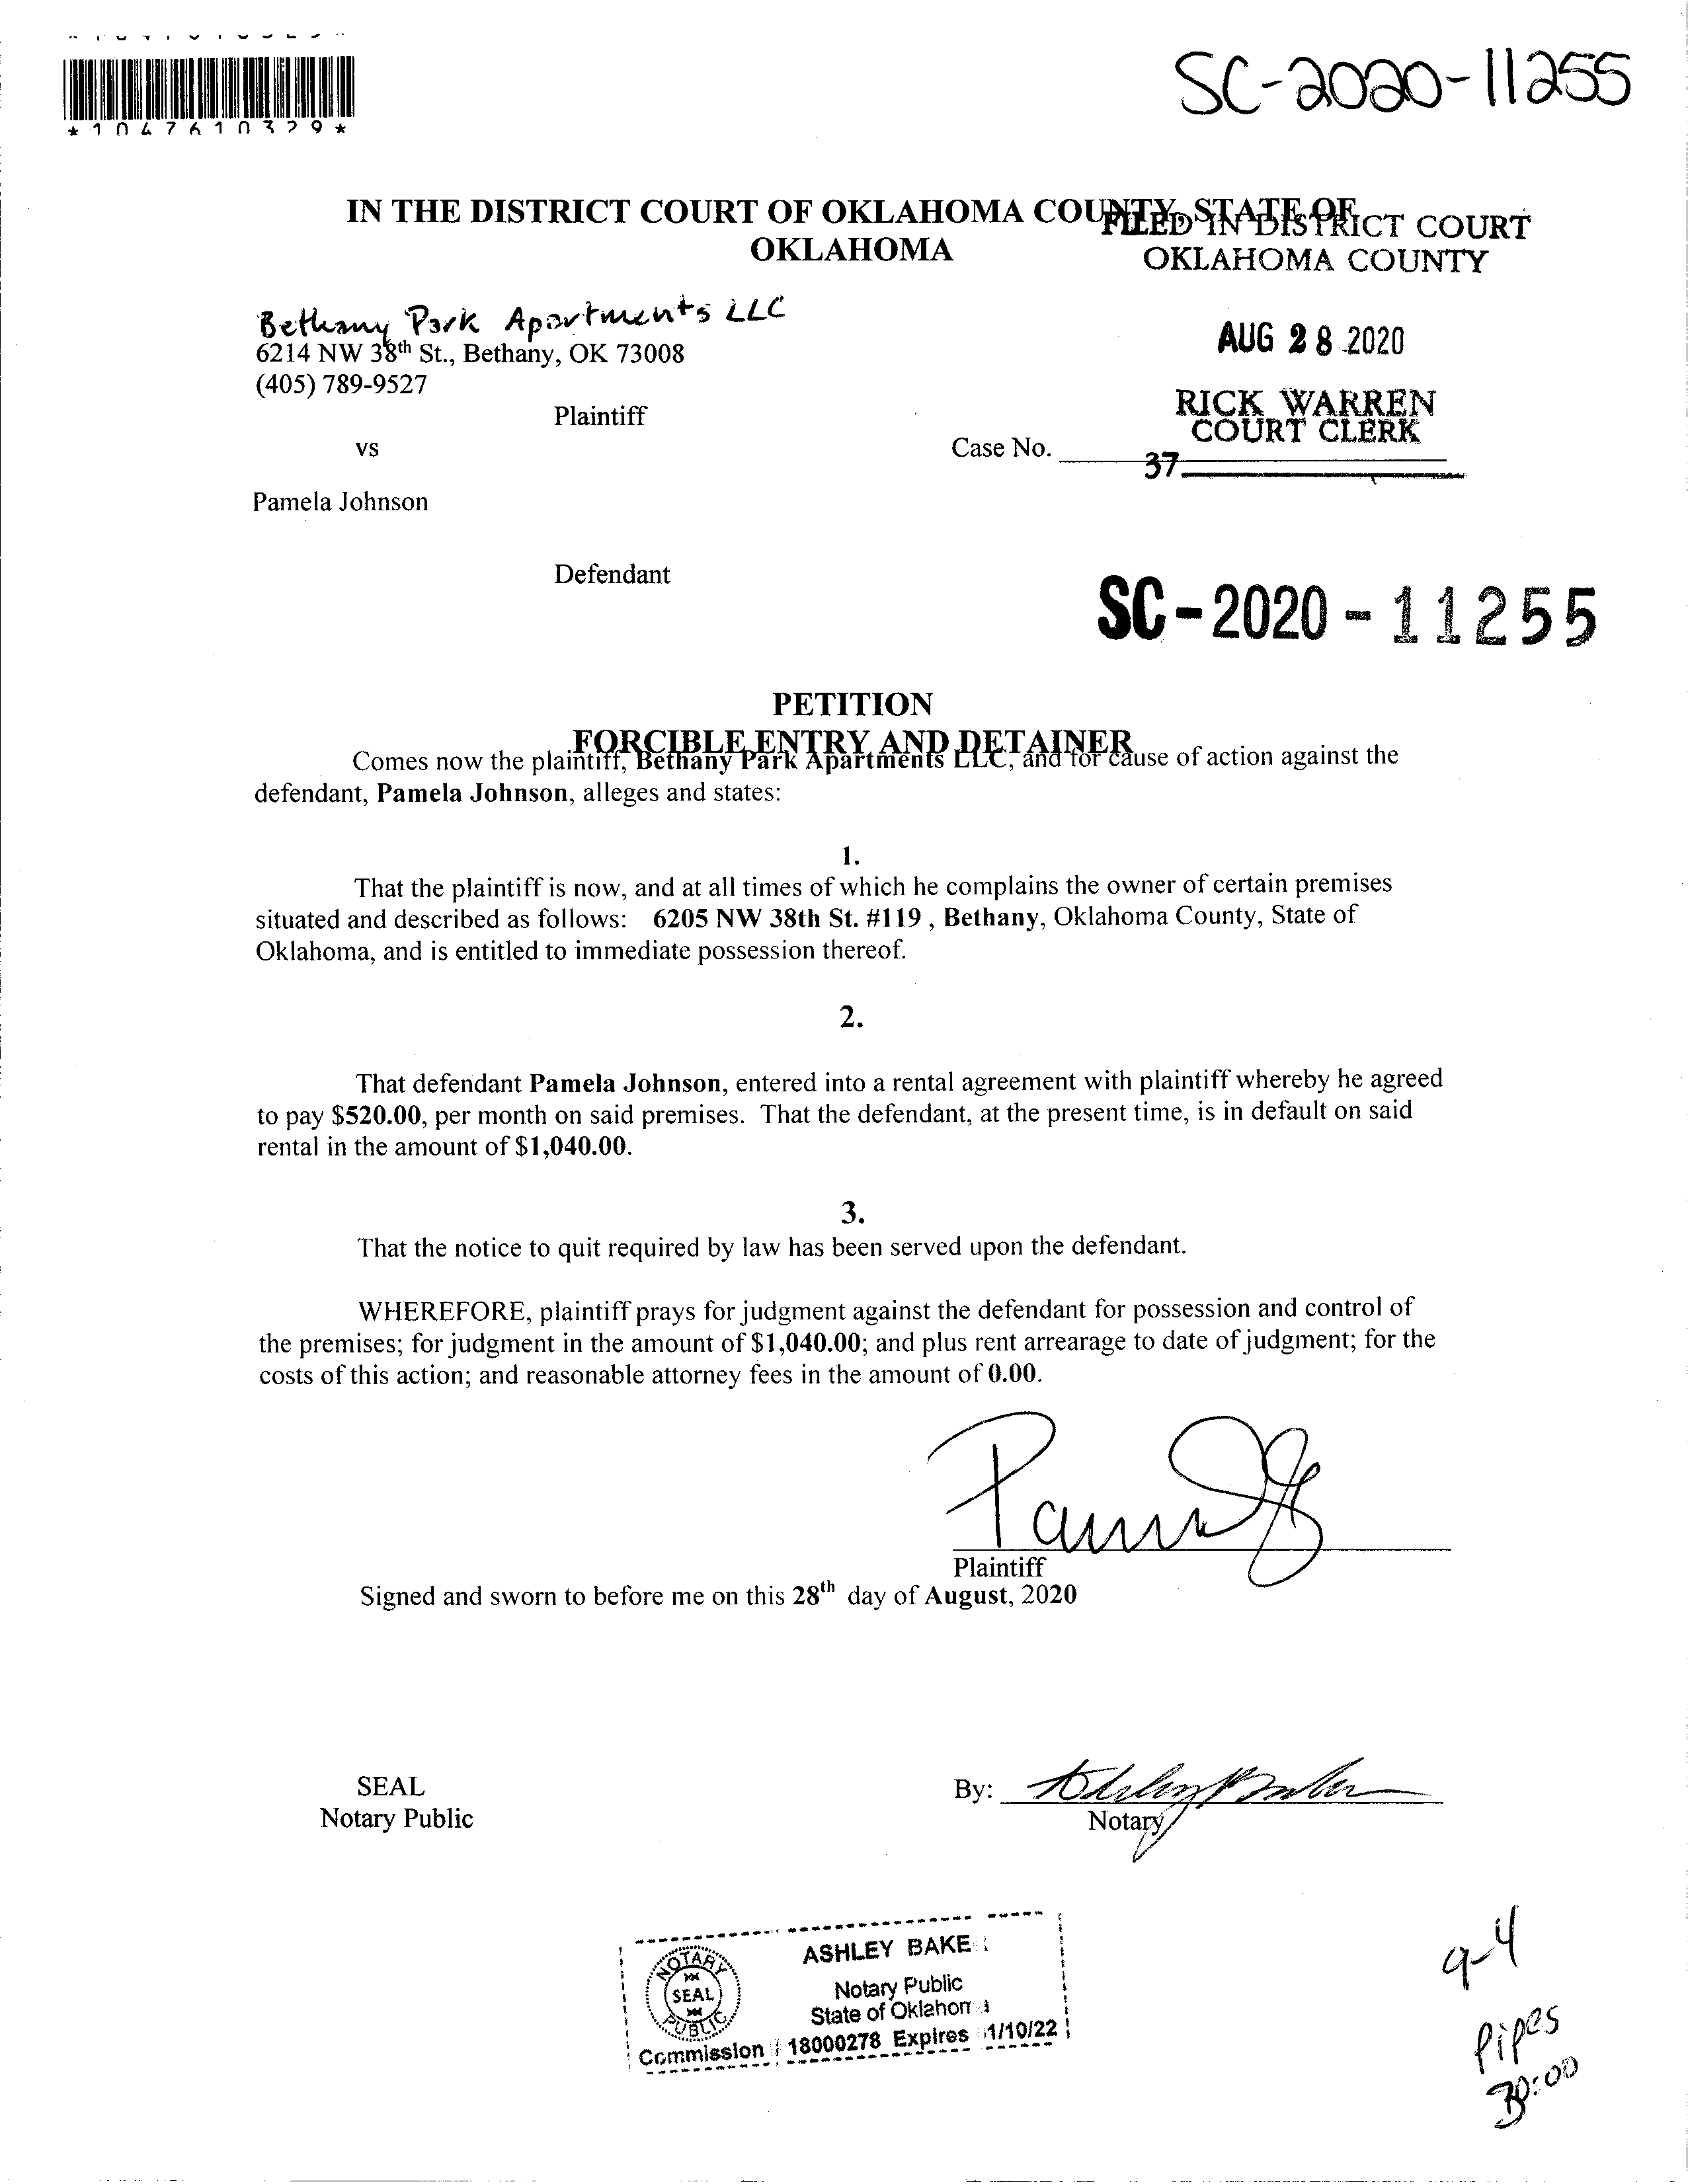 SC-2020-11255
*1047610329*
IN THE DISTRICT COURT OF OKLAHOMA COUNTY, STATE OF
OKLAHOMA
FILED IN DISTRICT COURT
OKLAHOMA COUNTY
Bethany Park Apartments LLC
6214 NW 38th St., Bethany, OK 73008
(405) 789-9527
AUG 28 2020
RICK WARREN
COURT CLERK
Plaintiff
vs
Case No.
37
Pamela Johnson
Defendant
SC-2020-11255
PETITION
FORCIBLE ENTRY AND DETAINER
Comes now the plaintiff, Bethany Park Apartments LLC, and for cause of action against the
defendant, Pamela Johnson, alleges and states:
1.
That the plaintiff is now, and at all times of which he complains the owner of certain premises
situated and described as follows: 6205 NW 38th St. #119 , Bethany, Oklahoma County, State of
Oklahoma, and is entitled to immediate possession thereof.
2.
That defendant Pamela Johnson, entered into a rental agreement with plaintiff whereby he agreed
to pay $520.00, per month on said premises. That the defendant, at the present time, is in default on said
rental in the amount of $1,040.00.
3.
That the notice to quit required by law has been served upon the defendant.
WHEREFORE, plaintiff prays for judgment against the defendant for possession and control of
the premises; for judgment in the amount of $1,040.00; and plus rent arrearage to date of judgment; for the
costs of this action; and reasonable attorney fees in the amount of 0.00.
Plaintiff
Signed and sworn to before me on this 28th day of August, 2020
SEAL
Notary Public
By:
Notary
NOTARY
SEAL
PUBLIC
ASHLEY BAKE
Notary Public
State of Oklahom
Commission # 18000278 Expires 1/10/22
9-4
Pipes